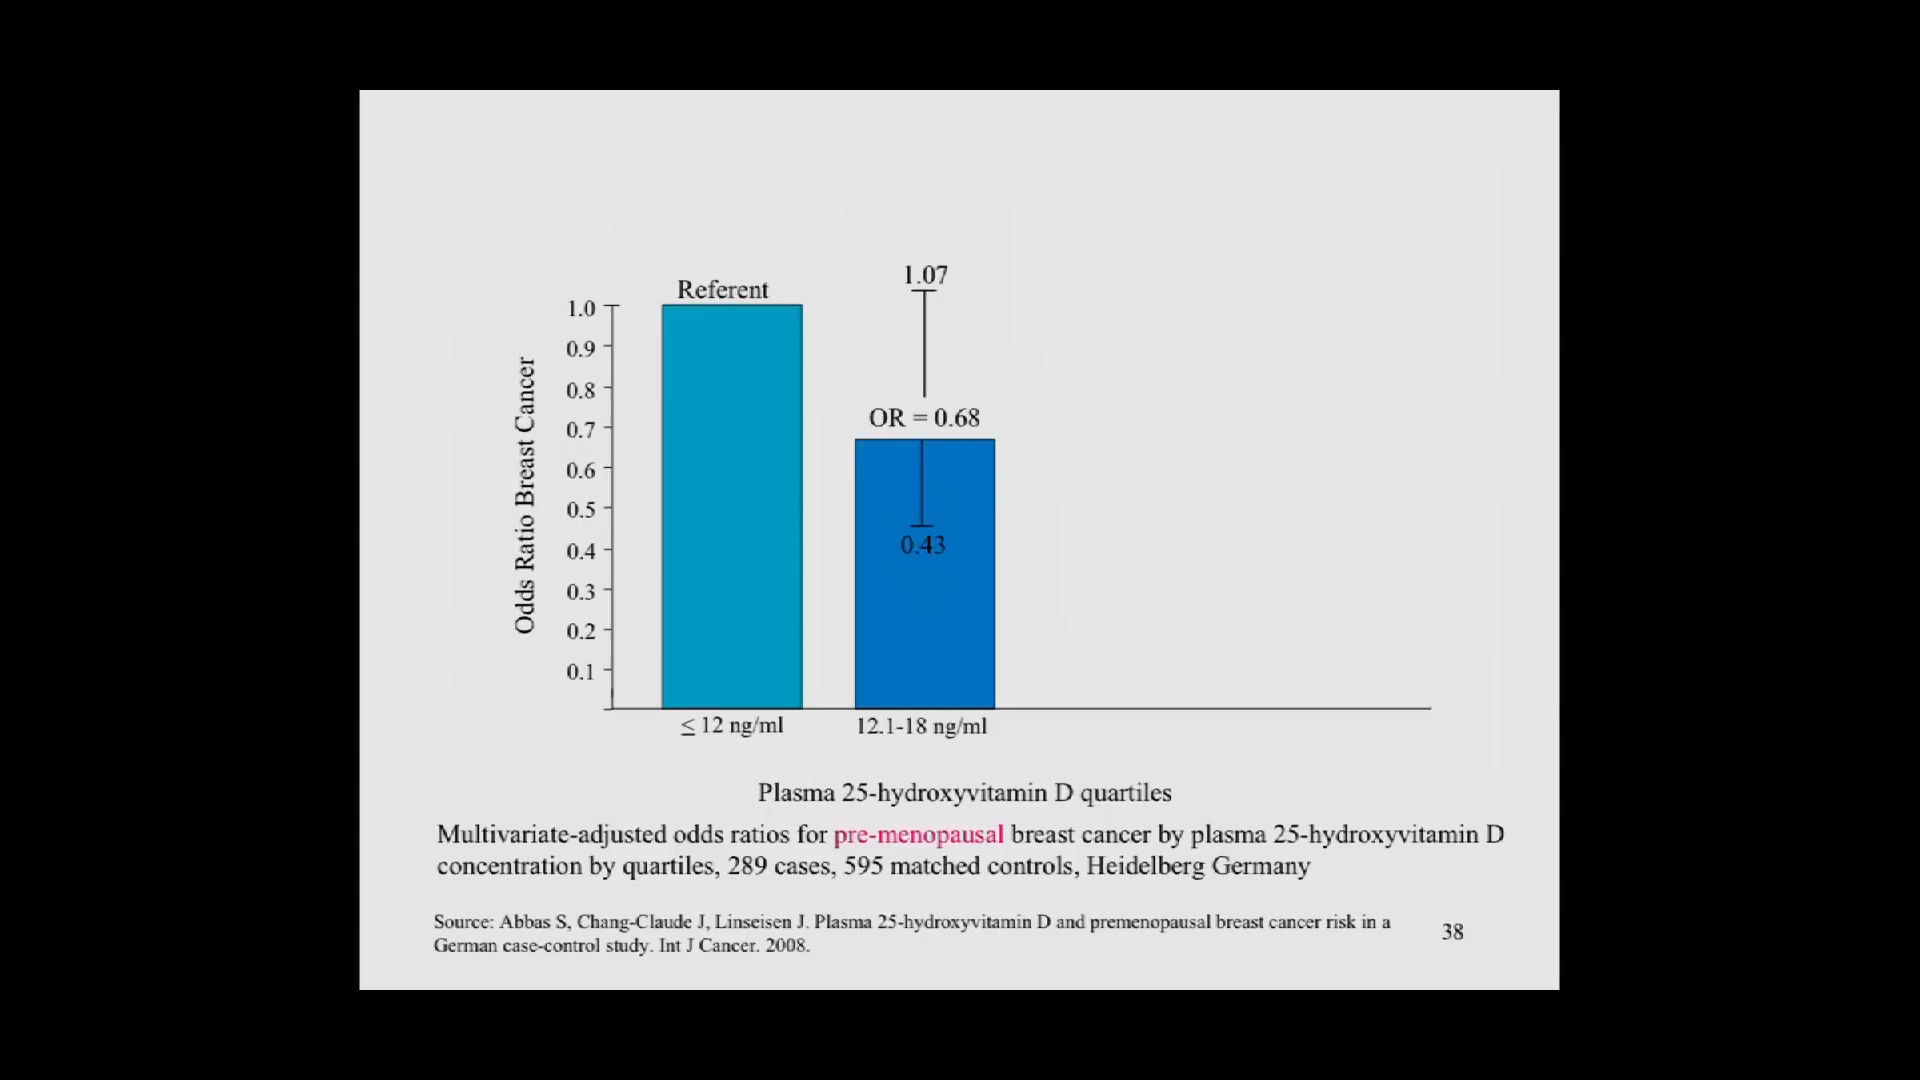 Referent
1.07
1.0
0.9
0.8
0.7
0.6
0.5
0.4
0.3
0.2
0.1
Odds Ratio Breast Cancer
OR = 0.68
0.43
≤ 12 ng/ml
12.1-18 ng/ml
Plasma 25-hydroxyvitamin D quartiles
Multivariate-adjusted odds ratios for pre-menopausal breast cancer by plasma 25-hydroxyvitamin D
concentration by quartiles, 289 cases, 595 matched controls, Heidelberg Germany
Source: Abbas S, Chang-Claude J, Linseisen J. Plasma 25-hydroxyvitamin D and premenopausal breast cancer risk in a
German case-control study. Int J Cancer. 2008.
38